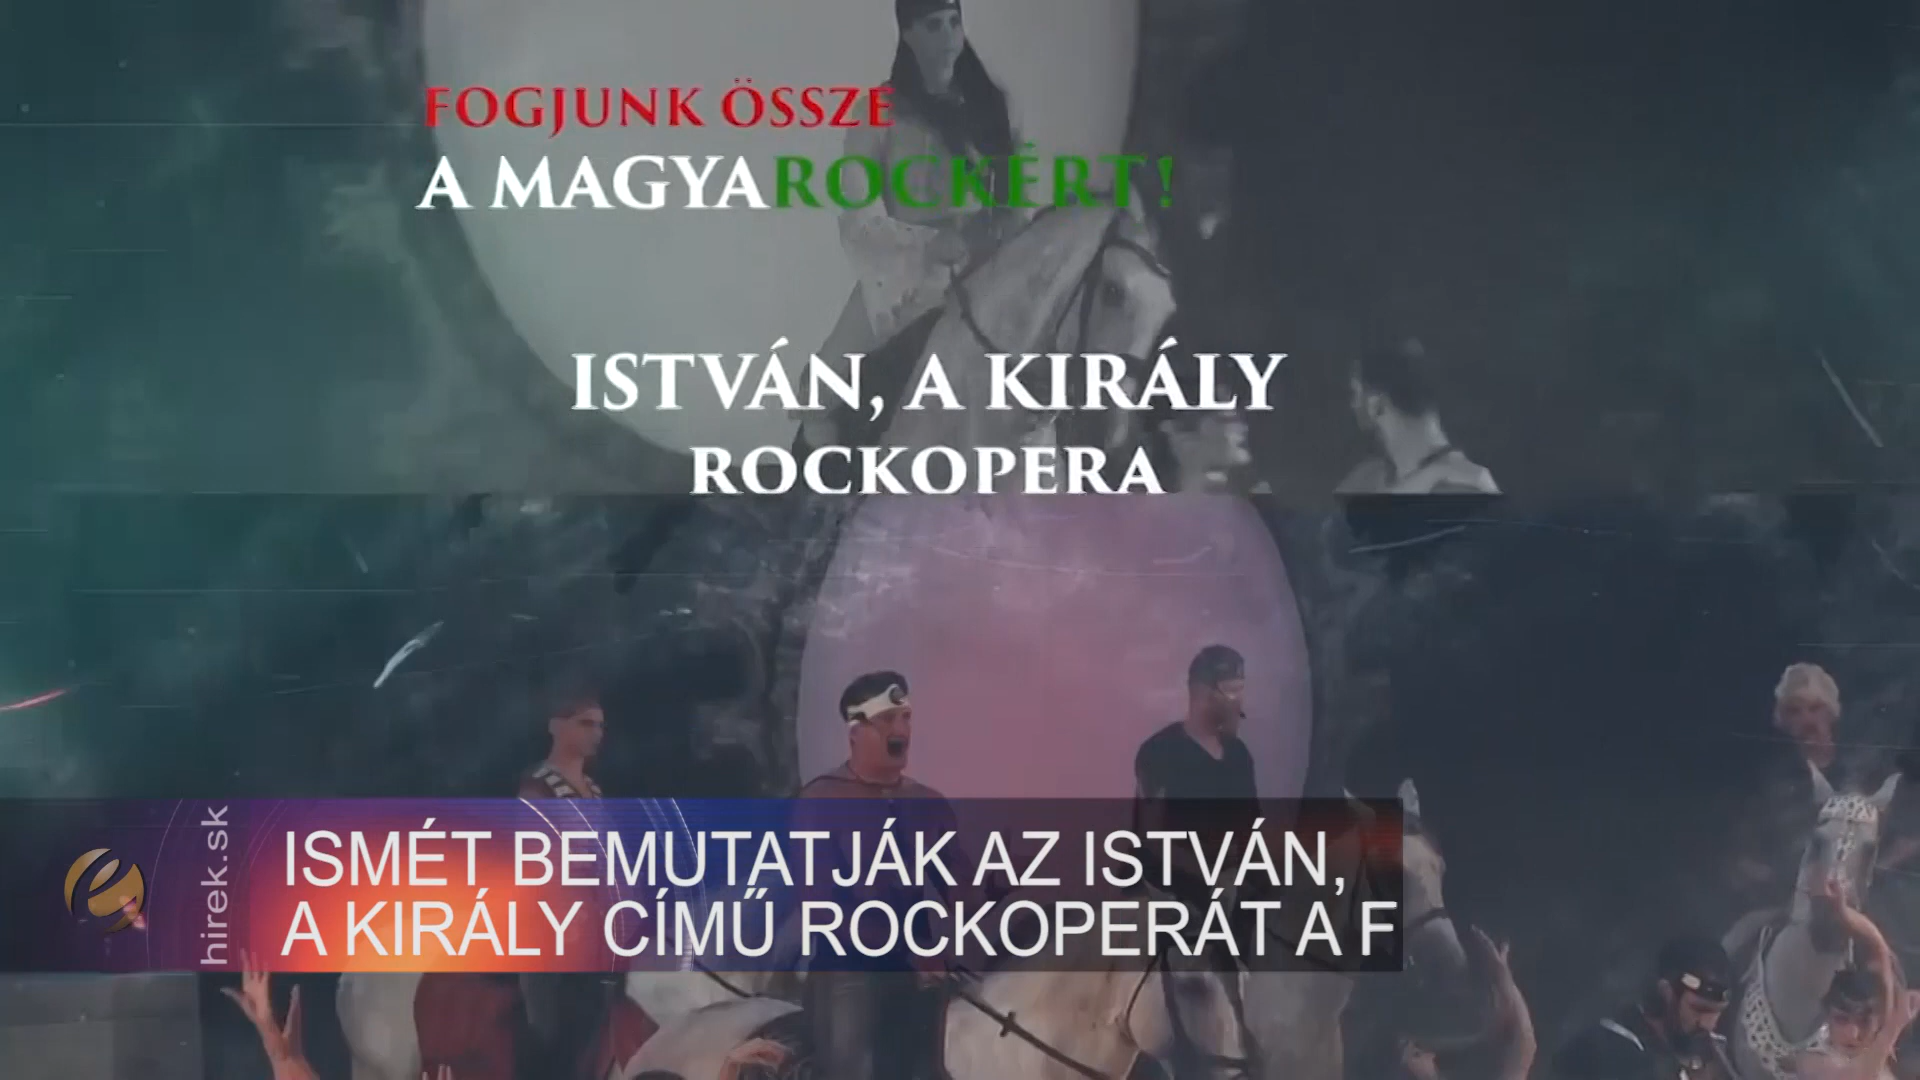 FOGJUNK ÖSSZE
A MAGYAROCKÉRT!
ISTVÁN, A KIRÁLY
ROCKOPERA
hirek.sk
ISMÉT BEMUTATJÁK AZ ISTVÁN,
A KIRÁLY CÍMŰ ROCKOPERÁT A F